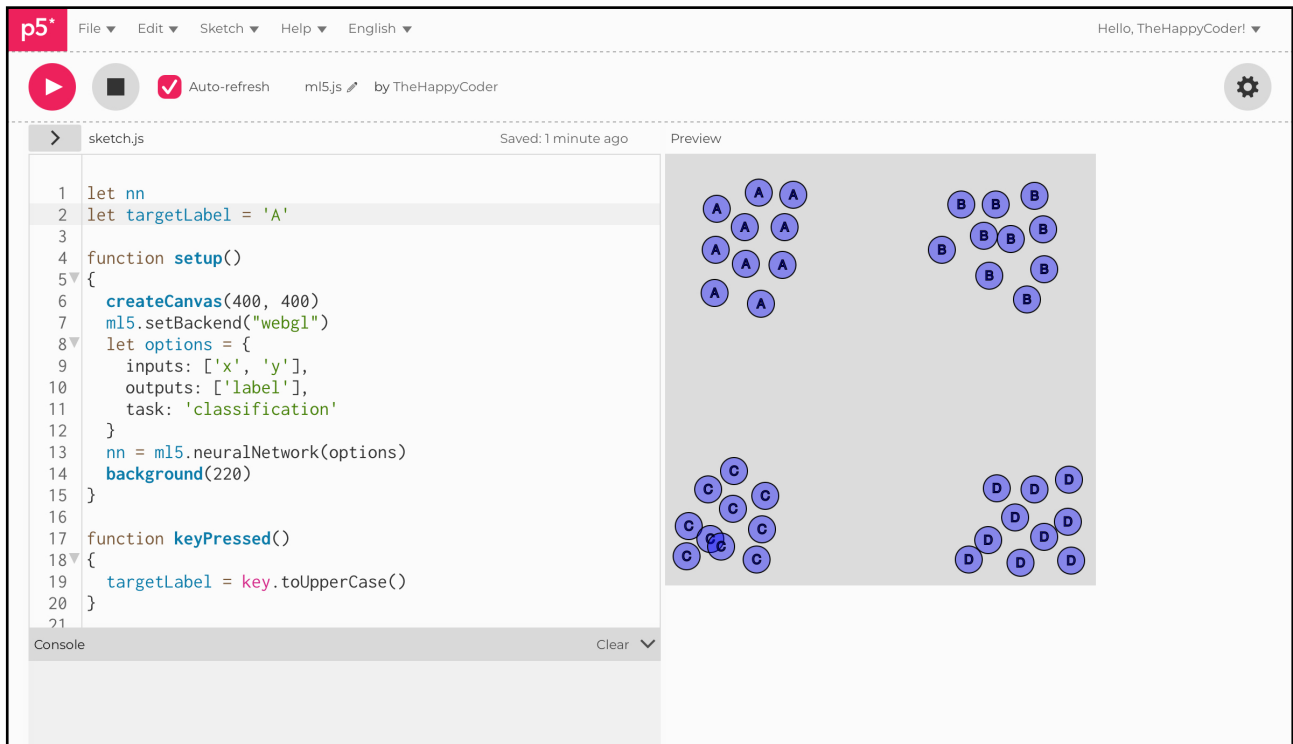 p5* File Edit Sketch Help English Hello, TheHappyCoder!
Auto-refresh ml5.js by TheHappyCoder
sketch.js Saved: 1 minute ago Preview
1 let nn
2 let targetLabel = 'A'
3
4 function setup()
5 {
6 createCanvas(400, 400)
7 ml5.setBackend("webgl")
8 let options = {
9 inputs: ['x', 'y'],
10 outputs: ['label'],
11 task: 'classification'
12 }
13 nn = ml5.neuralNetwork(options)
14 background(220)
15 }
16
17 function keyPressed()
18 {
19 targetLabel = key.toUpperCase()
20 }
21
Console Clear
A A A B B B
A A B B B
A A A B B
A A B B
C C D D D
C C D D
C C C C D D
C C D D D